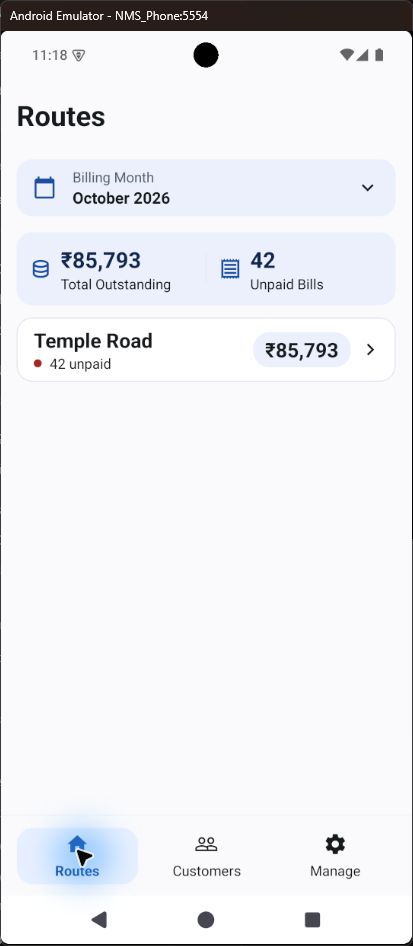 Android Emulator - NMS_Phone:5554
11:18
Routes
Billing Month
October 2026
₹85,793
Total Outstanding
42
Unpaid Bills
Temple Road
42 unpaid
₹85,793
Routes
Customers
Manage